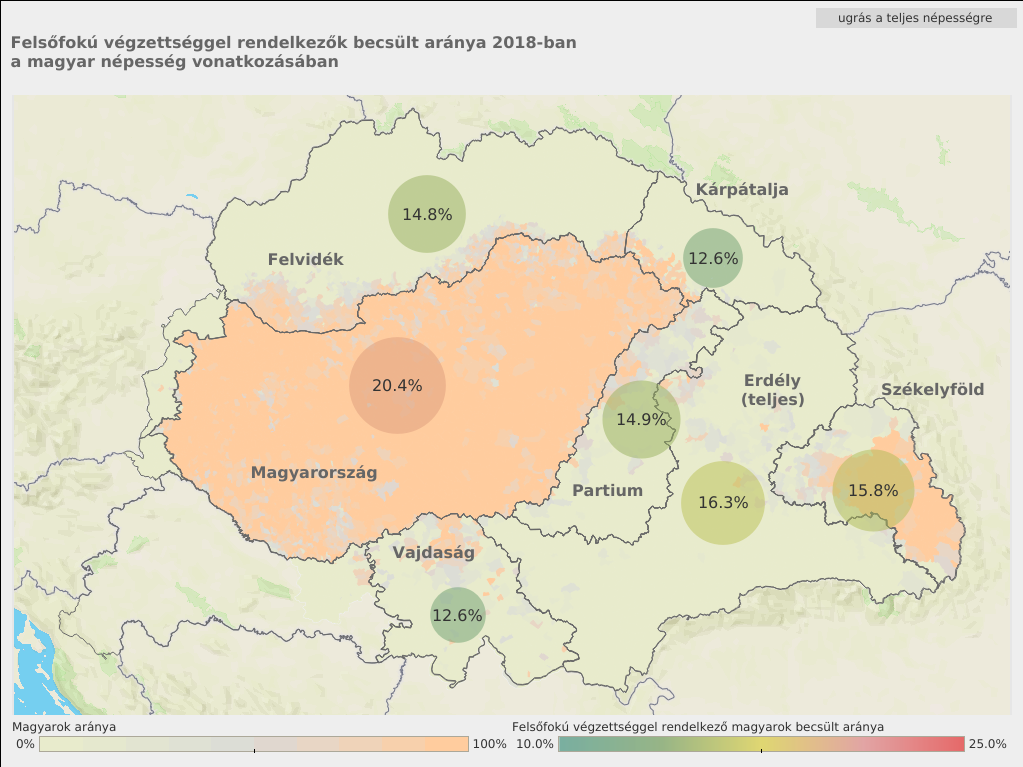 ugrás a teljes népességre
Felsőfokú végzettséggel rendelkezők becsült aránya 2018-ban
a magyar népesség vonatkozásában
Kárpátalja
14.8%
12.6%
Felvidék
20.4%
Erdély
(teljes)
Székelyföld
14.9%
Magyarország
Partium
16.3%
15.8%
Vajdaság
12.6%
Magyarok aránya
0%
100%
Felsőfokú végzettséggel rendelkező magyarok becsült aránya
10.0%
25.0%